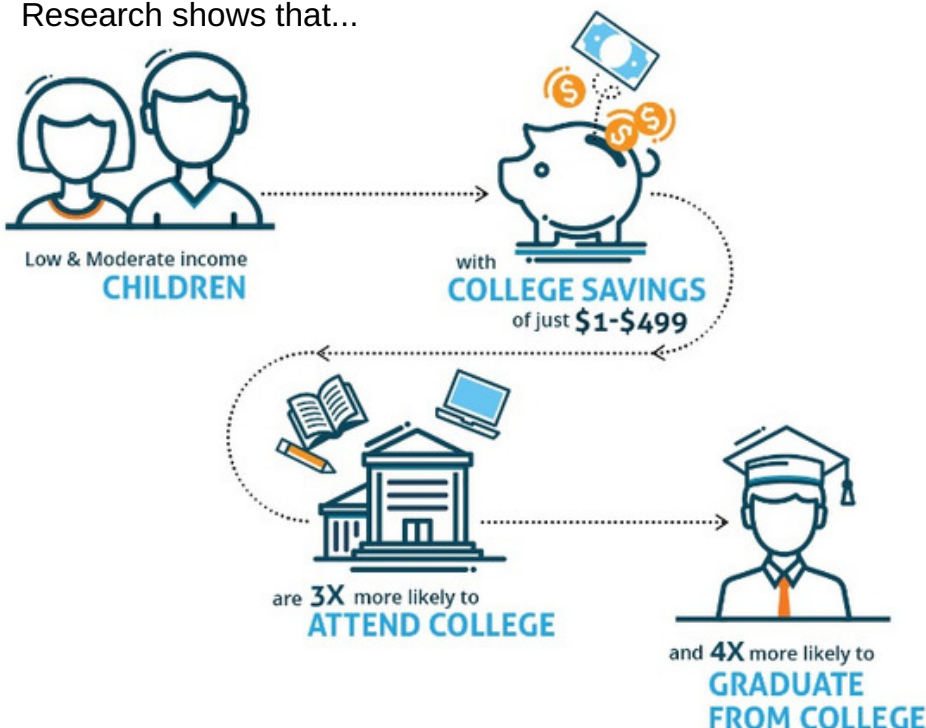 Research shows that...
Low & Moderate income
CHILDREN
with
COLLEGE SAVINGS
of just $1-$499
are 3X more likely to
ATTEND COLLEGE
and 4X more likely to
GRADUATE
FROM COLLEGE